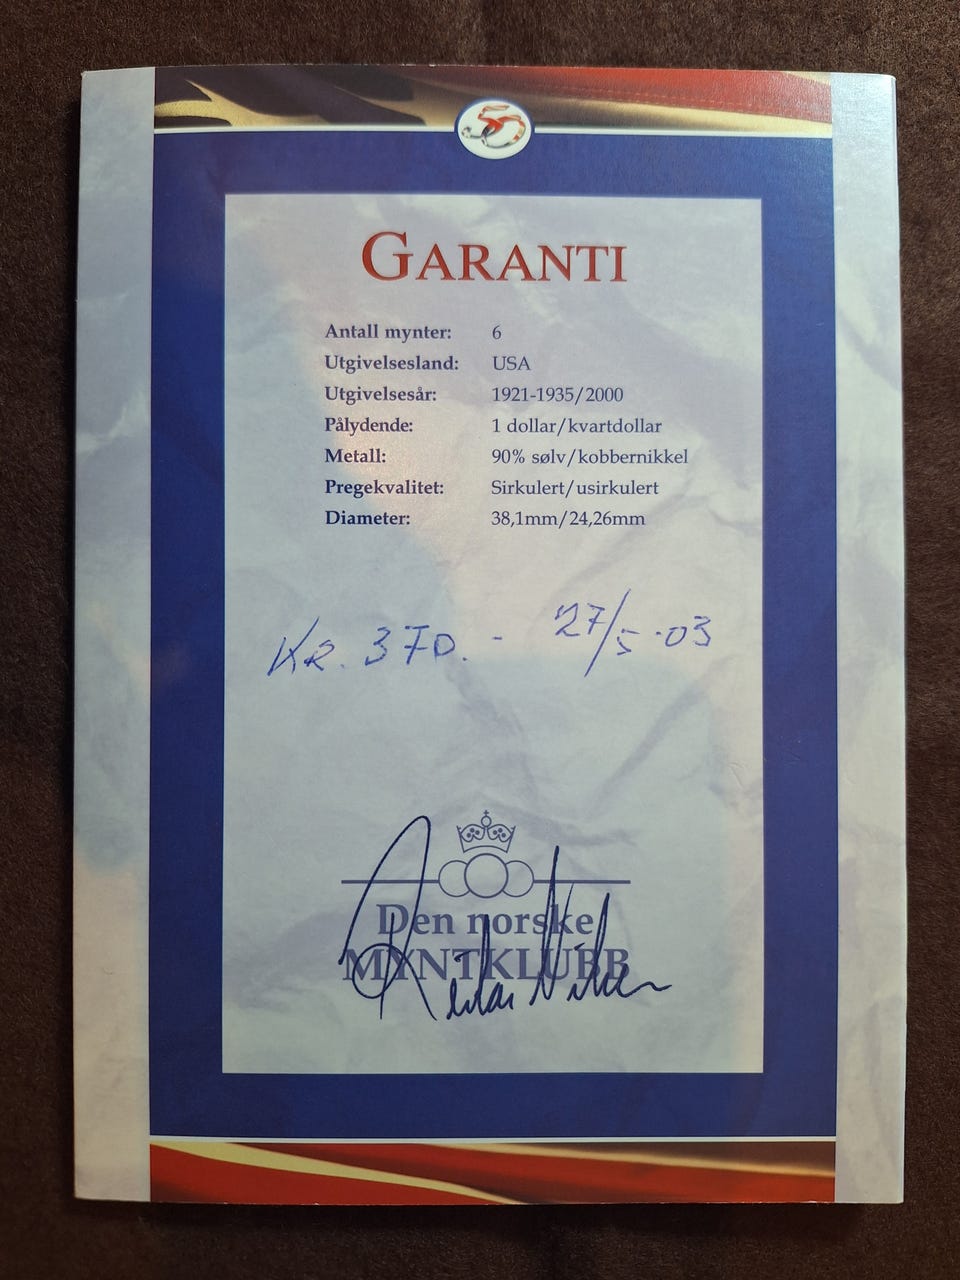 GARANTI
Antall mynter: 6
Utgivelsesland: USA
Utgivelsesår: 1921-1935/2000
Pålydende: 1 dollar/kvartdollar
Metall: 90% sølv/kobbernikkel
Pregekvalitet: Sirkulert/usirkulert
Diameter: 38,1mm/24,26mm
KR. 370.- 27/5-03
Den norske
MYNTKLUBB